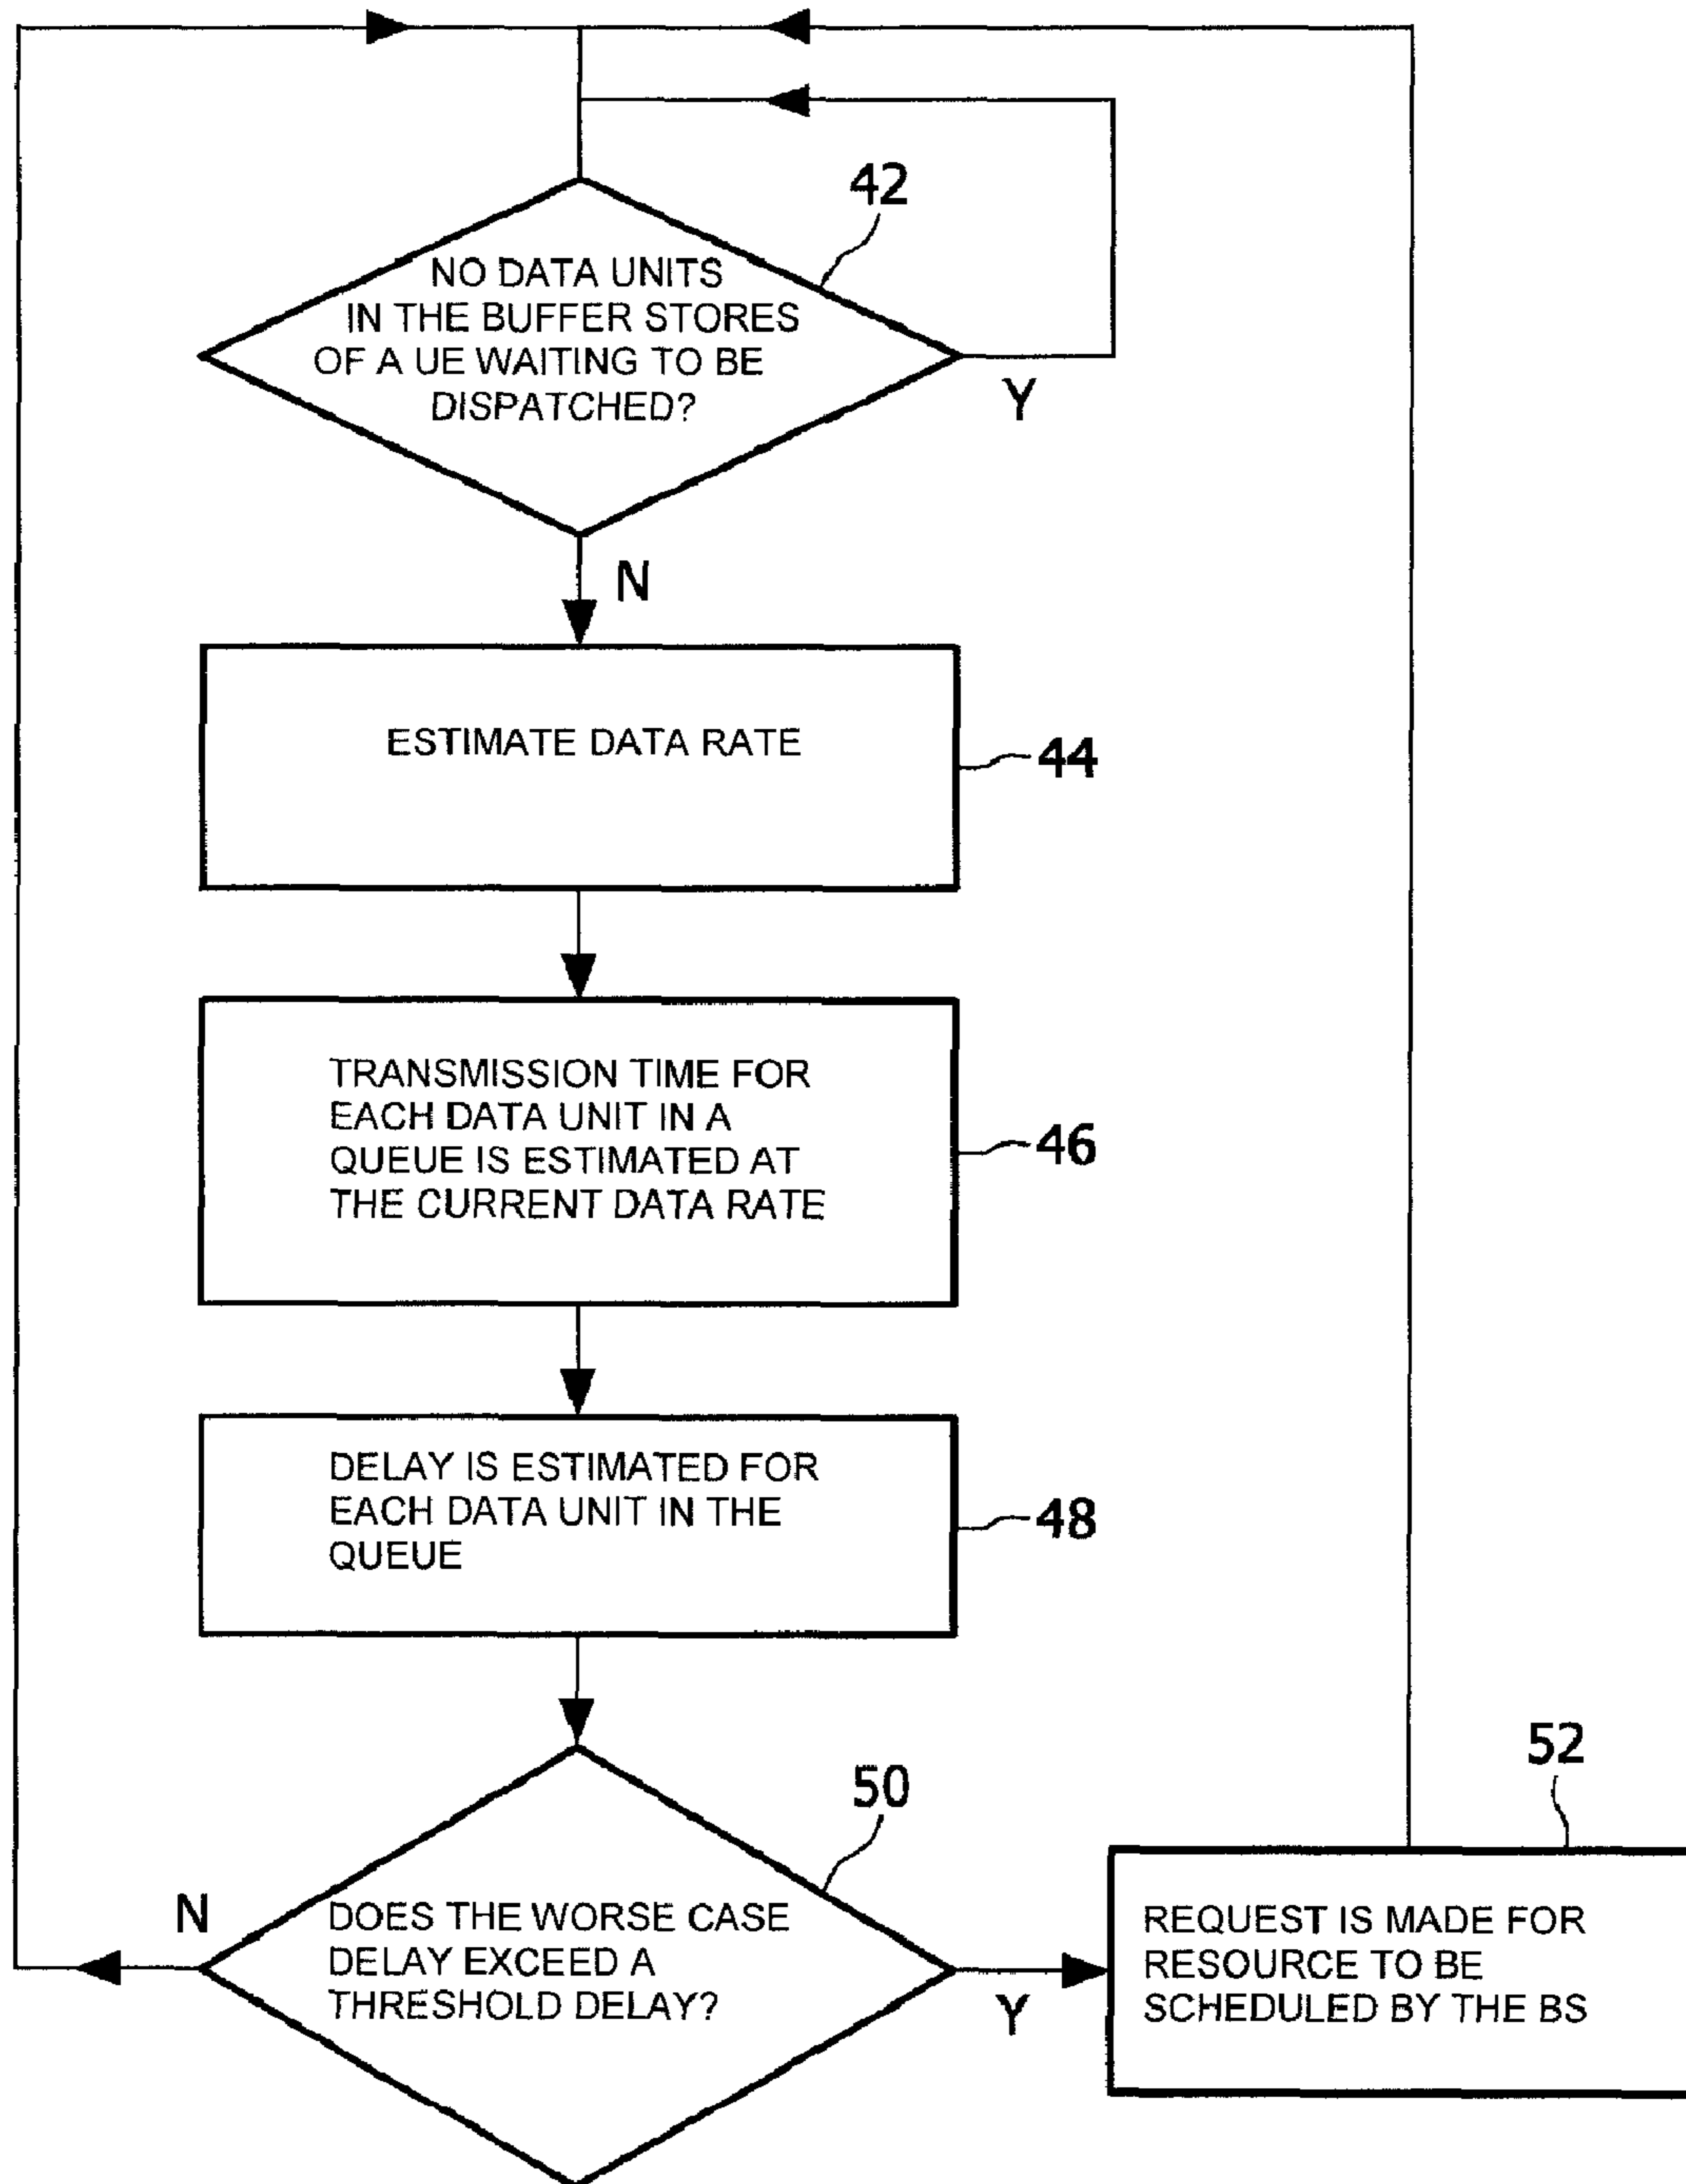 42
NO DATA UNITS
IN THE BUFFER STORES
OF A UE WAITING TO BE
DISPATCHED?
Y
N
ESTIMATE DATA RATE
44
TRANSMISSION TIME FOR
EACH DATA UNIT IN A
QUEUE IS ESTIMATED AT
THE CURRENT DATA RATE
46
DELAY IS ESTIMATED FOR
EACH DATA UNIT IN THE
QUEUE
48
50
52
N
DOES THE WORSE CASE
DELAY EXCEED A
THRESHOLD DELAY?
Y
REQUEST IS MADE FOR
RESOURCE TO BE
SCHEDULED BY THE BS